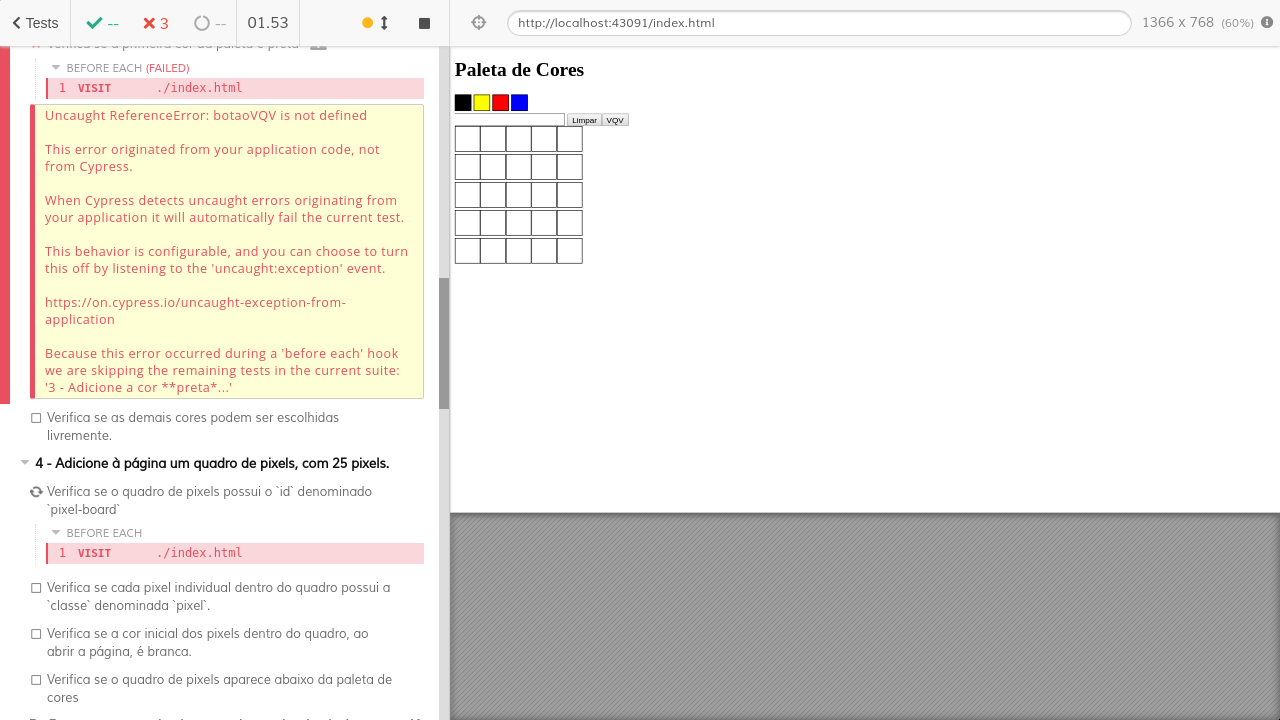 Tests
--
3
--
01.53
http://localhost:43091/index.html
1366 x 768 (60%)
Verifica se a primeira cor da paleta é preta
BEFORE EACH (FAILED)
1 VISIT ./index.html
Uncaught ReferenceError: botaoVQV is not defined
This error originated from your application code, not
from Cypress.
When Cypress detects uncaught errors originating from
your application it will automatically fail the current test.
This behavior is configurable, and you can choose to turn
this off by listening to the 'uncaught:exception' event.
https://on.cypress.io/uncaught-exception-from-
application
Because this error occurred during a 'before each' hook
we are skipping the remaining tests in the current suite:
'3 - Adicione a cor **preta*...'
Verifica se as demais cores podem ser escolhidas
livremente.
4 - Adicione à página um quadro de pixels, com 25 pixels.
Verifica se o quadro de pixels possui o `id` denominado
`pixel-board`
BEFORE EACH
1 VISIT ./index.html
Verifica se cada pixel individual dentro do quadro possui a
`classe` denominada `pixel`.
Verifica se a cor inicial dos pixels dentro do quadro, ao
abrir a página, é branca.
Verifica se o quadro de pixels aparece abaixo da paleta de
cores
Paleta de Cores
Limpar VQV